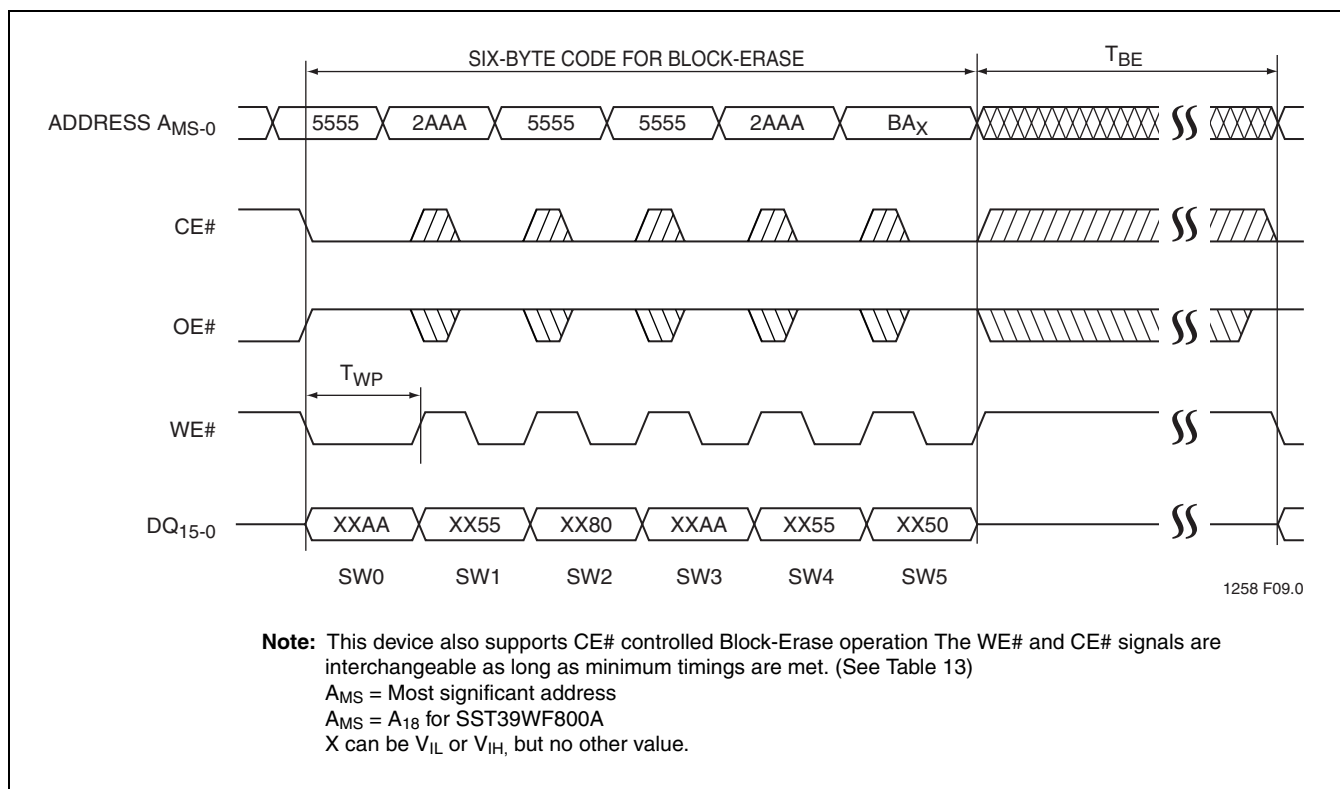 SIX-BYTE CODE FOR BLOCK-ERASE
TBE
ADDRESS AMS-0
5555
2AAA
5555
5555
2AAA
BAX
CE#
OE#
TWP
WE#
DQ15-0
XXAA
XX55
XX80
XXAA
XX55
XX50
SW0
SW1
SW2
SW3
SW4
SW5
1258 F09.0
Note: This device also supports CE# controlled Block-Erase operation The WE# and CE# signals are
interchangeable as long as minimum timings are met. (See Table 13)
AMS = Most significant address
AMS = A18 for SST39WF800A
X can be VIL or VIH, but no other value.